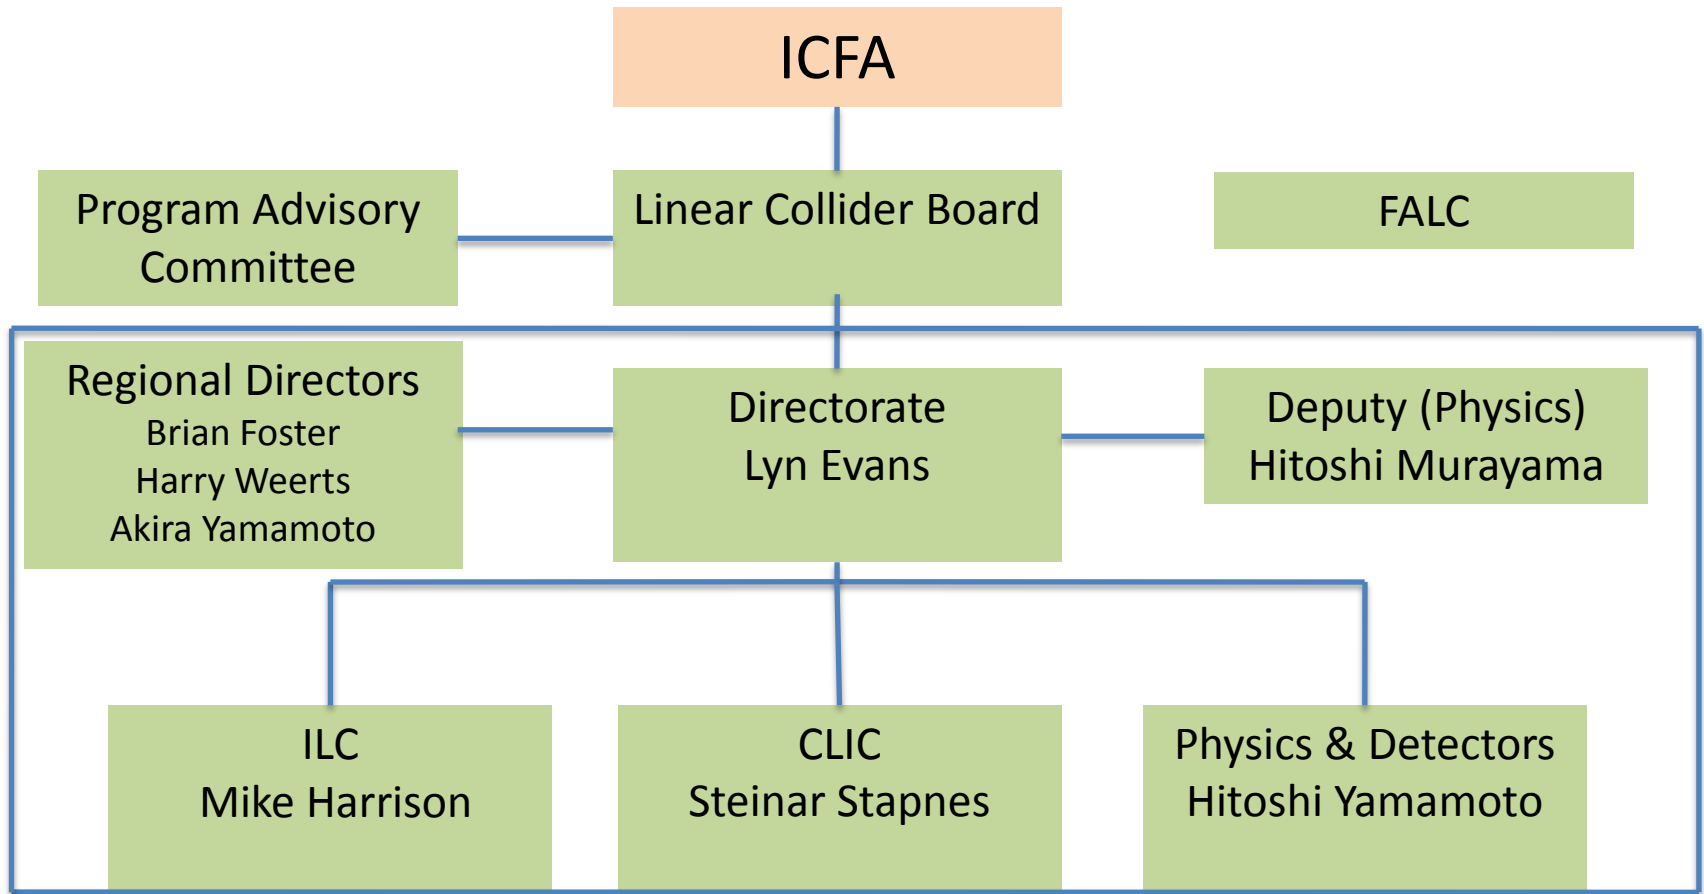 ICFA
Program Advisory
Committee
Linear Collider Board
FALC
Regional Directors
Brian Foster
Harry Weerts
Akira Yamamoto
Directorate
Lyn Evans
Deputy (Physics)
Hitoshi Murayama
ILC
Mike Harrison
CLIC
Steinar Stapnes
Physics & Detectors
Hitoshi Yamamoto